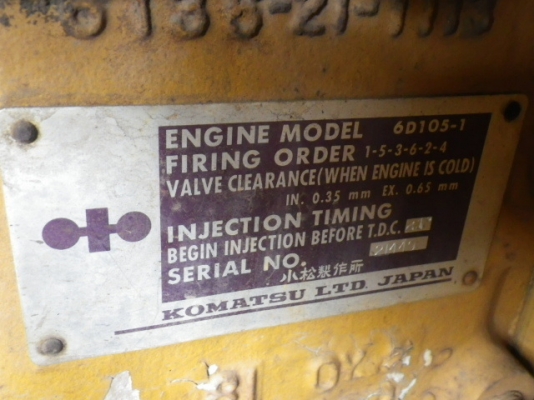 ENGINE MODEL 6D105-1
FIRING ORDER 1-5-3-6-2-4
VALVE CLEARANCE(WHEN ENGINE IS COLD)
IN. 0.35 mm EX. 0.65 mm
INJECTION TIMING
BEGIN INJECTION BEFORE T.D.C.
SERIAL NO.
小松製作所
KOMATSU LTD. JAPAN